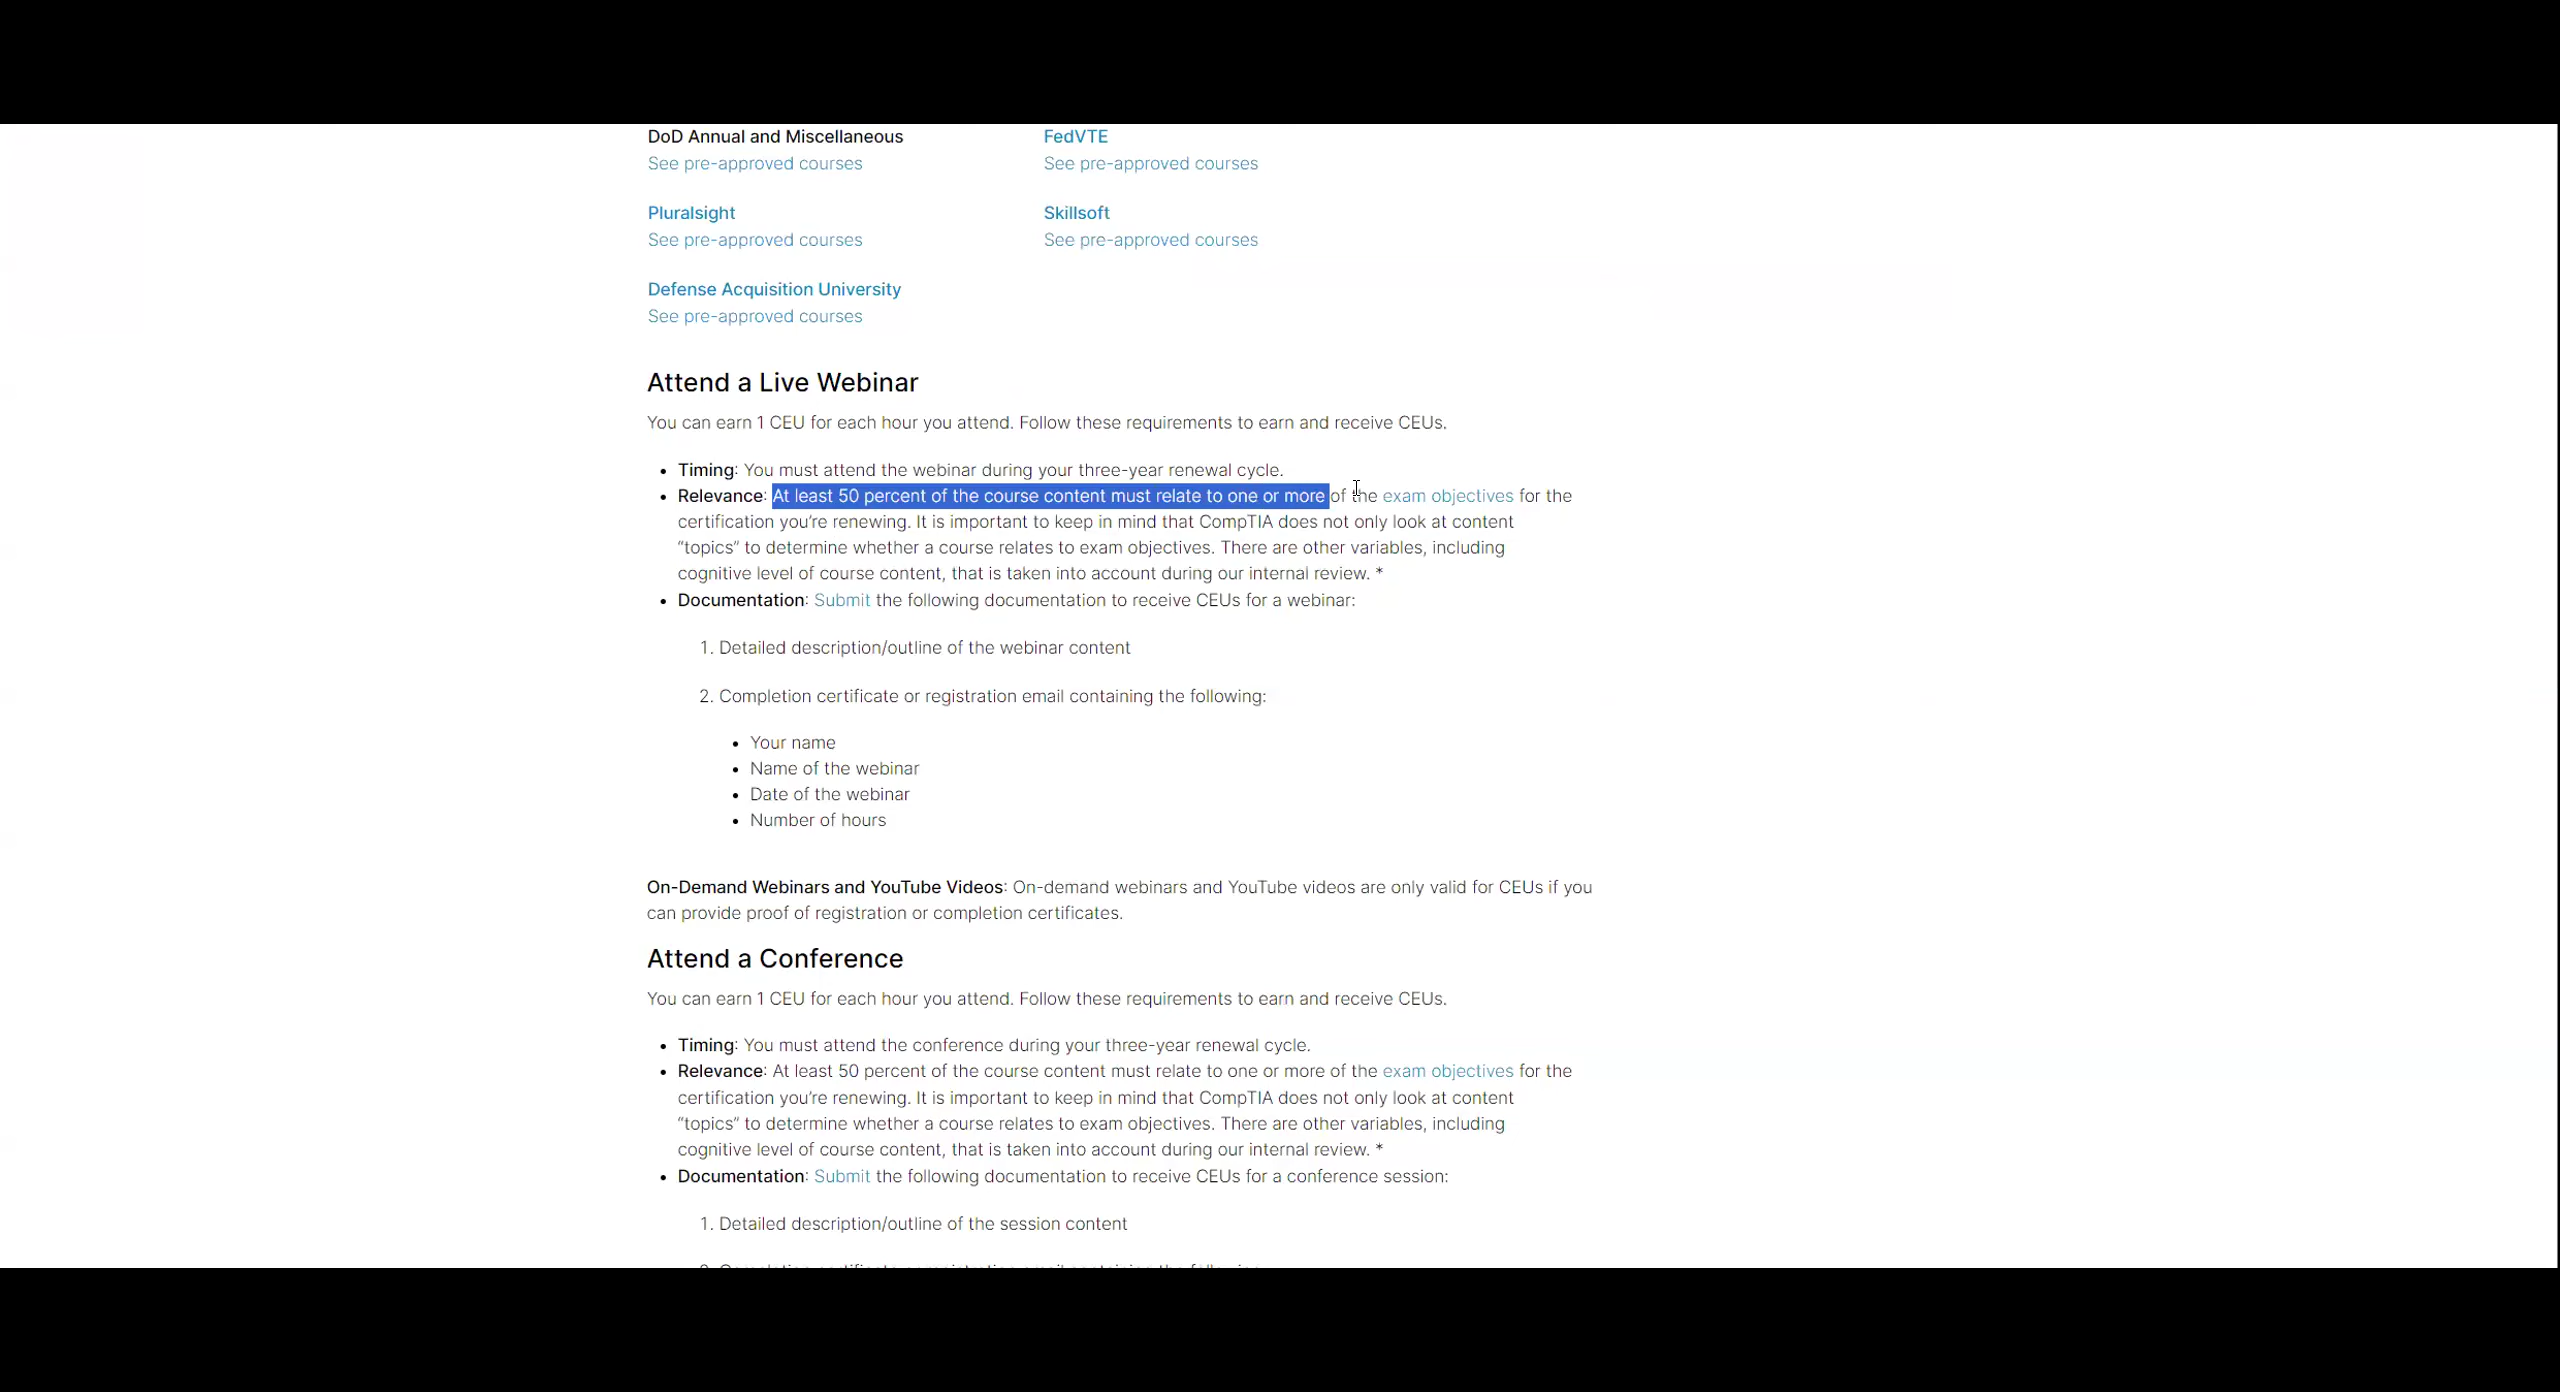 DoD Annual and Miscellaneous
See pre-approved courses
FedVTE
See pre-approved courses
Pluralsight
See pre-approved courses
Skillsoft
See pre-approved courses
Defense Acquisition University
See pre-approved courses
Attend a Live Webinar
You can earn 1 CEU for each hour you attend. Follow these requirements to earn and receive CEUs.
• Timing: You must attend the webinar during your three-year renewal cycle.
• Relevance: At least 50 percent of the course content must relate to one or more of the exam objectives for the
certification you’re renewing. It is important to keep in mind that CompTIA does not only look at content
“topics” to determine whether a course relates to exam objectives. There are other variables, including
cognitive level of course content, that is taken into account during our internal review. *
• Documentation: Submit the following documentation to receive CEUs for a webinar:
1. Detailed description/outline of the webinar content
2. Completion certificate or registration email containing the following:
• Your name
• Name of the webinar
• Date of the webinar
• Number of hours
On-Demand Webinars and YouTube Videos: On-demand webinars and YouTube videos are only valid for CEUs if you
can provide proof of registration or completion certificates.
Attend a Conference
You can earn 1 CEU for each hour you attend. Follow these requirements to earn and receive CEUs.
• Timing: You must attend the conference during your three-year renewal cycle.
• Relevance: At least 50 percent of the course content must relate to one or more of the exam objectives for the
certification you’re renewing. It is important to keep in mind that CompTIA does not only look at content
“topics” to determine whether a course relates to exam objectives. There are other variables, including
cognitive level of course content, that is taken into account during our internal review. *
• Documentation: Submit the following documentation to receive CEUs for a conference session:
1. Detailed description/outline of the session content